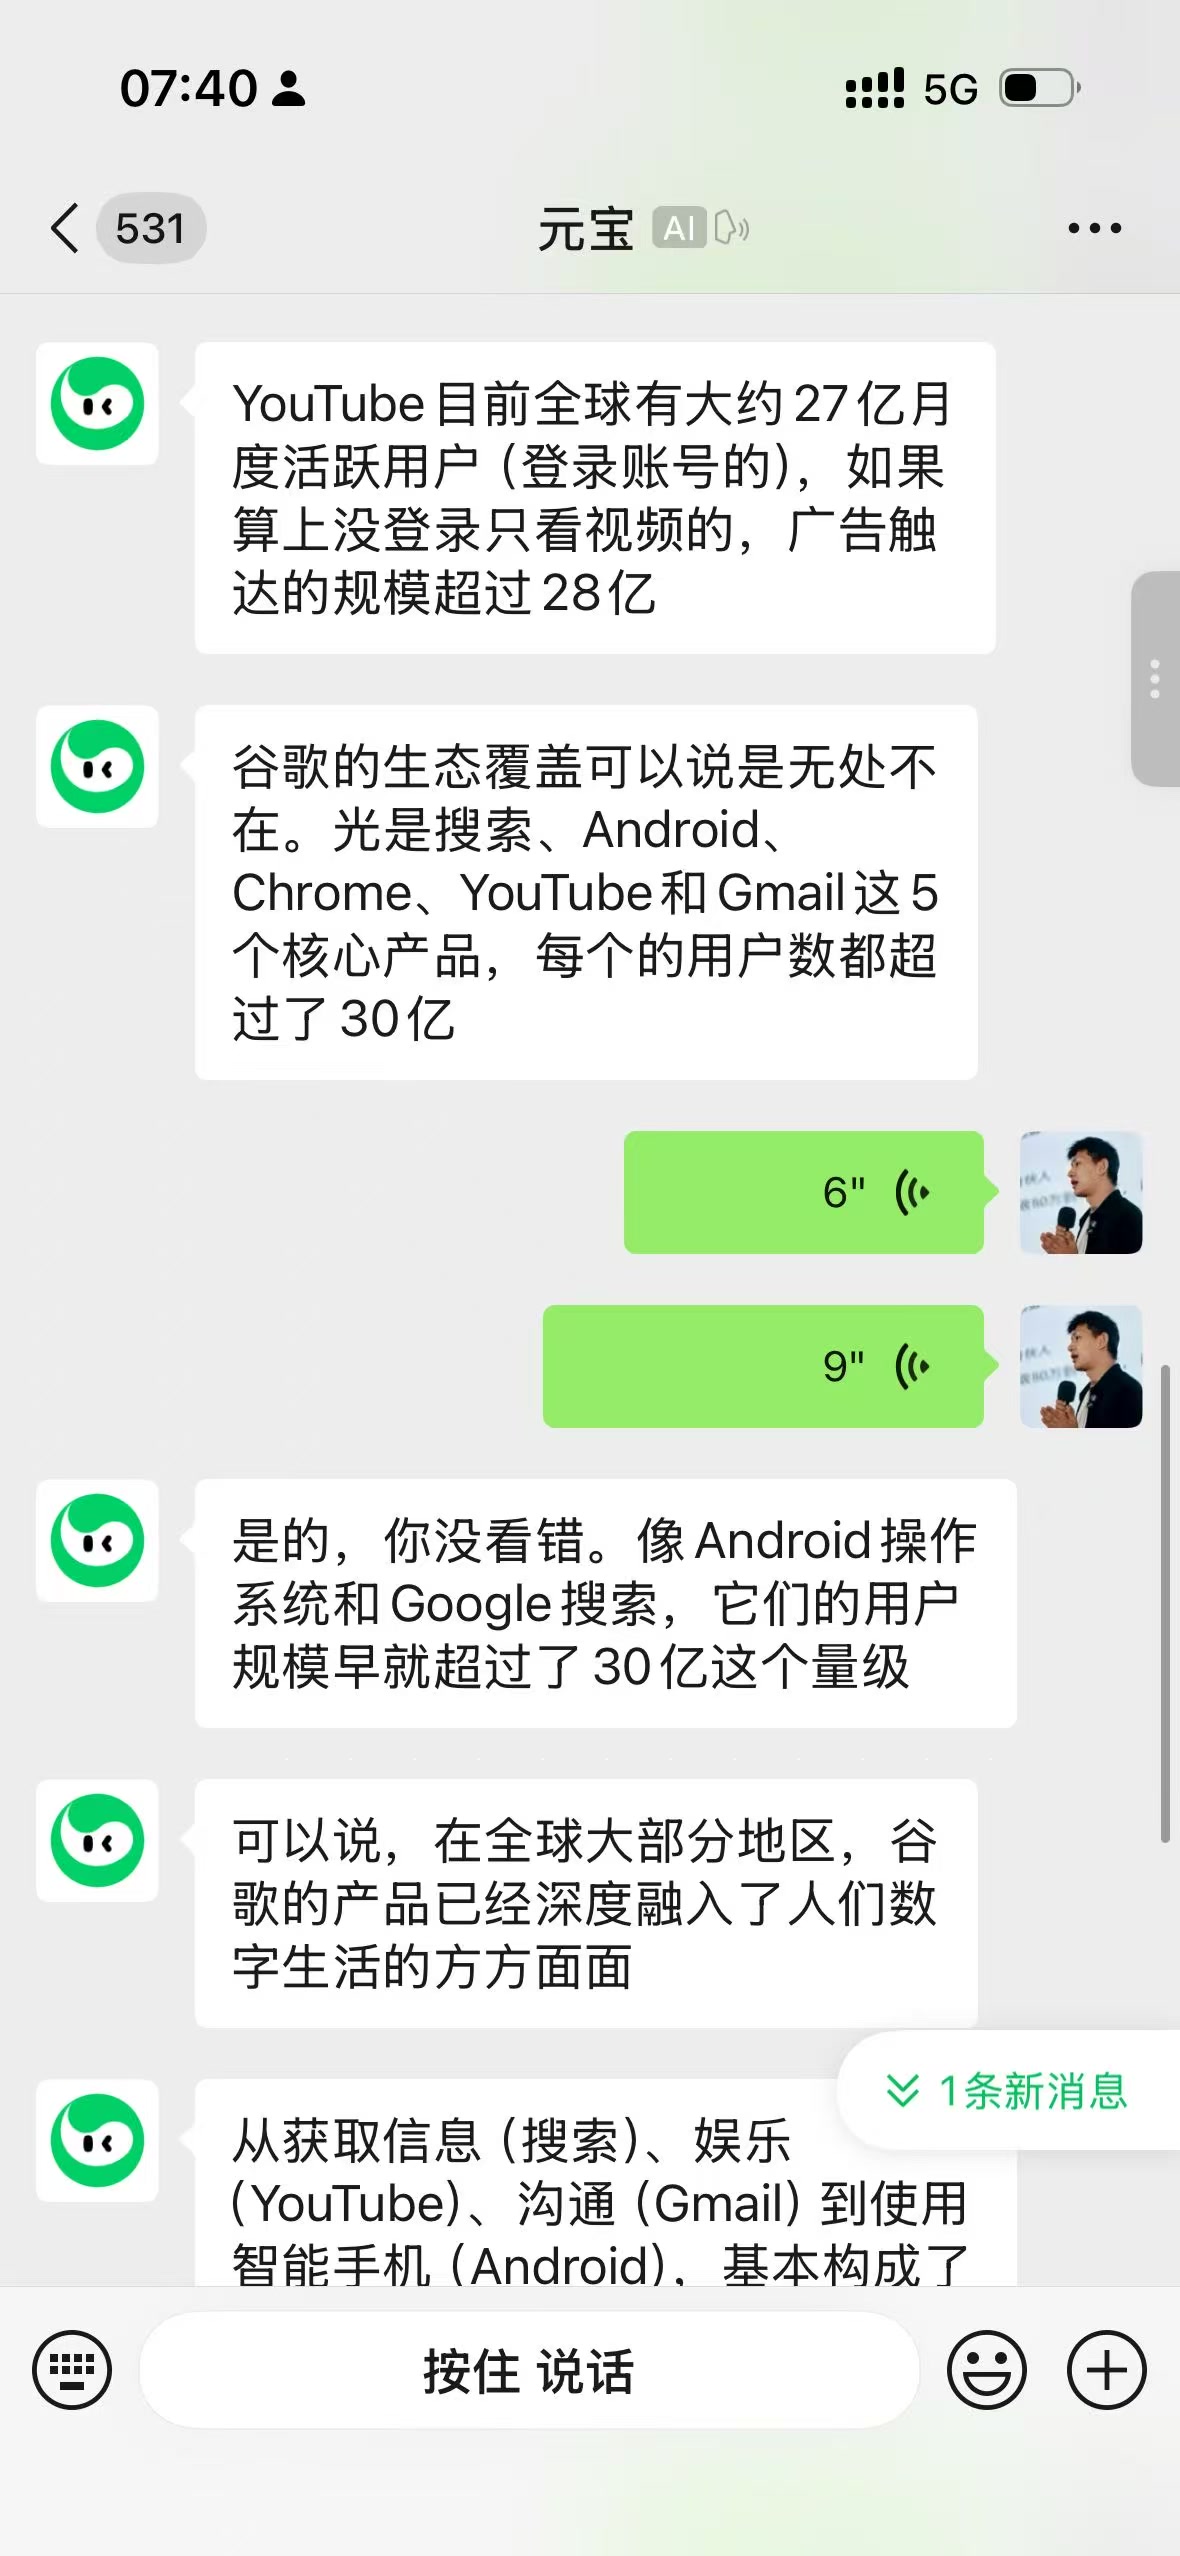 07:40
5G
531
元宝 AI
YouTube目前全球有大约27亿月
度活跃用户（登录账号的），如果
算上没登录只看视频的，广告触
达的规模超过28亿
谷歌的生态覆盖可以说是无处不
在。光是搜索、Android、
Chrome、YouTube和Gmail这5
个核心产品，每个的用户数都超
过了30亿
6"
9"
是的，你没看错。像Android操作
系统和Google搜索，它们的用户
规模早就超过了30亿这个量级
可以说，在全球大部分地区，谷
歌的产品已经深度融入了人们数
字生活的方方面面
1条新消息
从获取信息（搜索）、娱乐
（YouTube）、沟通（Gmail）到使用
智能手机（Android），基本构成了
按住 说话